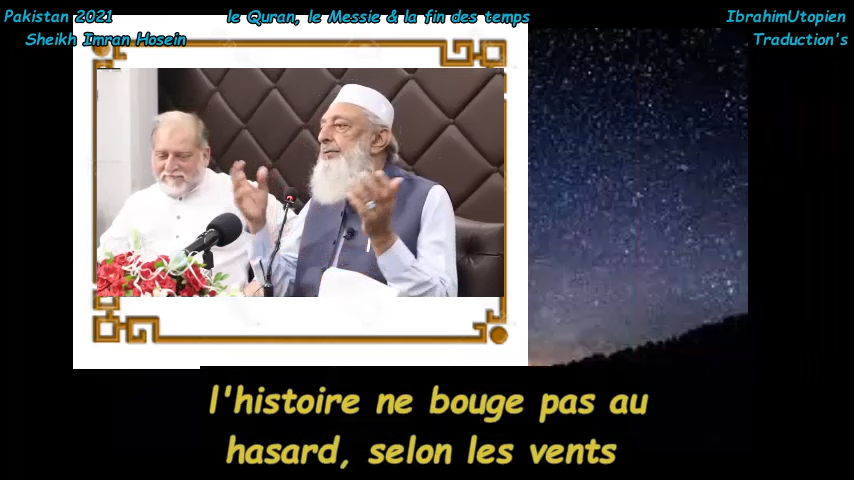 Pakistan 2021 le Quran, le Messie & la fin des temps IbrahimUtopien
Sheikh Imran Hosein Traduction's
l'histoire ne bouge pas au
hasard, selon les vents